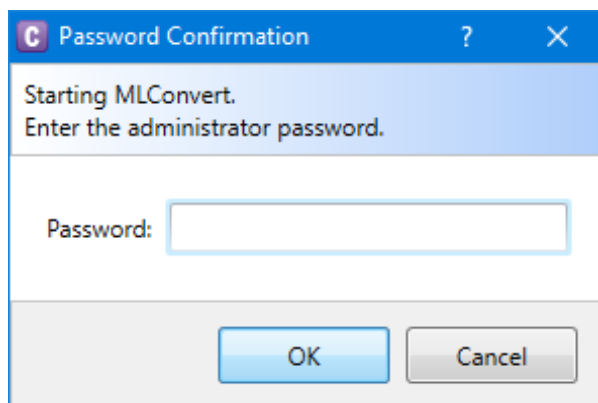 C Password Confirmation ?
Starting MLConvert.
Enter the administrator password.
Password:
OK Cancel